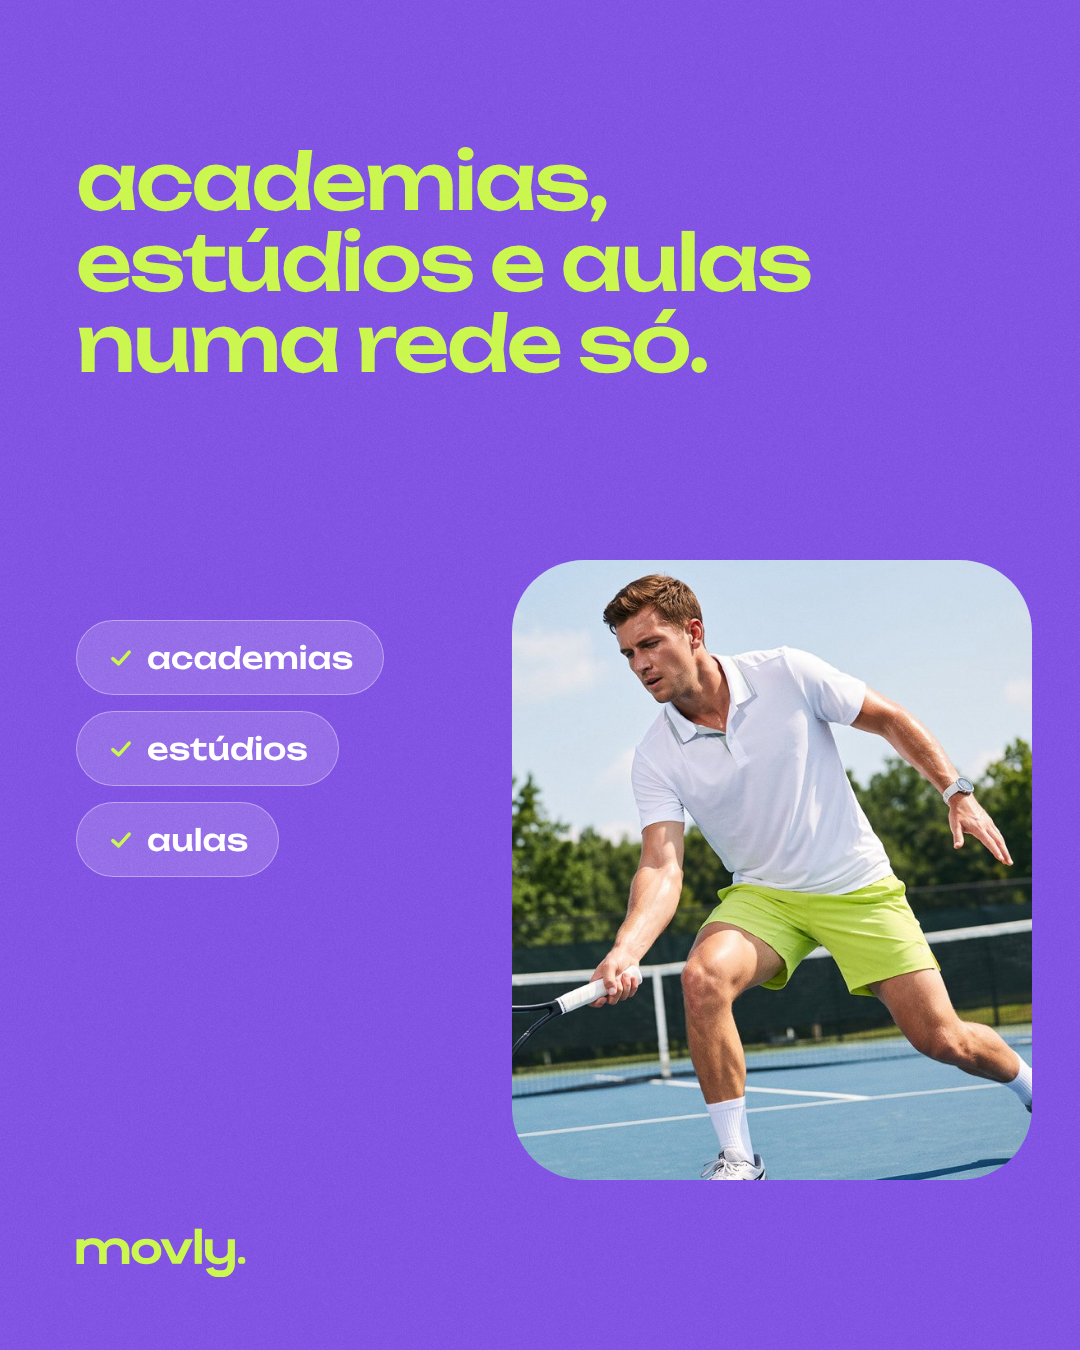 academias,
estúdios e aulas
numa rede só.
academias
estúdios
aulas
movly.